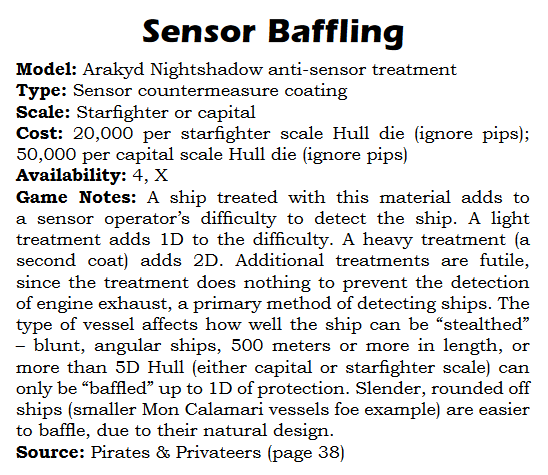 Sensor Baffling
Model: Arakyd Nightshadow anti-sensor treatment
Type: Sensor countermeasure coating
Scale: Starfighter or capital
Cost: 20,000 per starfighter scale Hull die (ignore pips);
50,000 per capital scale Hull die (ignore pips)
Availability: 4, X
Game Notes: A ship treated with this material adds to
a sensor operator's difficulty to detect the ship. A light
treatment adds 1D to the difficulty. A heavy treatment (a
second coat) adds 2D. Additional treatments are futile,
since the treatment does nothing to prevent the detection
of engine exhaust, a primary method of detecting ships. The
type of vessel affects how well the ship can be “stealthed”
– blunt, angular ships, 500 meters or more in length, or
more than 5D Hull (either capital or starfighter scale) can
only be “baffled” up to 1D of protection. Slender, rounded off
ships (smaller Mon Calamari vessels foe example) are easier
to baffle, due to their natural design.
Source: Pirates & Privateers (page 38)